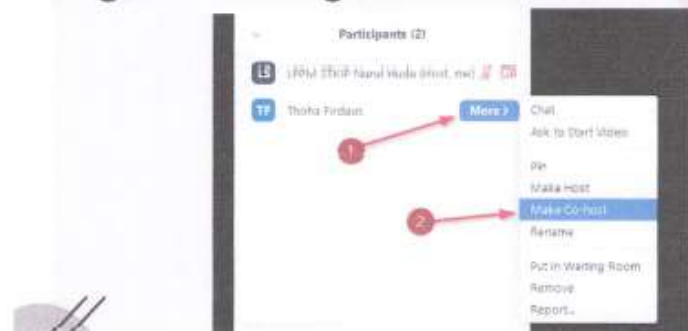 Participants (2)
LS LPPM STKIP Nurul Huda (Host, me)
TF Thoha Firdaus More >
1
Chat
Ask to Start Video
Pin
Make Host
2
Make Co-host
Rename
Put in Waiting Room
Remove
Report...